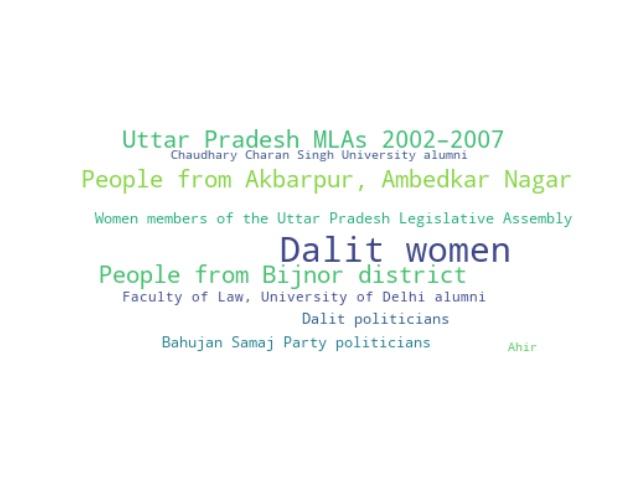 Uttar Pradesh MLAs 2002–2007
Chaudhary Charan Singh University alumni
People from Akbarpur, Ambedkar Nagar
Women members of the Uttar Pradesh Legislative Assembly
Dalit women
People from Bijnor district
Faculty of Law, University of Delhi alumni
Dalit politicians
Bahujan Samaj Party politicians
Ahir